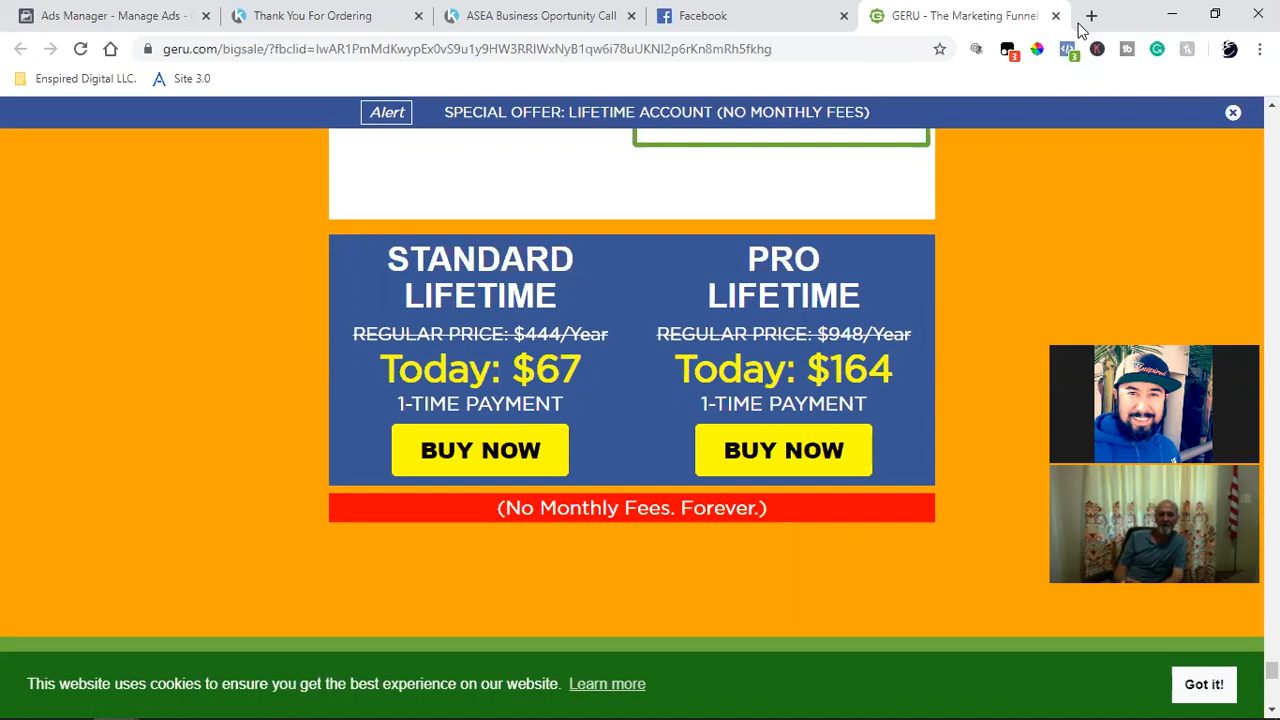 Ads Manager - Manage Ads - C
Thank You For Ordering
ASEA Business Oportunity Call
Facebook
GERU - The Marketing Funnel
geru.com/bigsale/?fbclid=IwAR1PmMdKwypEx0vS9u1y9HW3RRIWxNyB1qw6i78uUKNI2p6rKn8mRh5fkhg
3
3
Enspired Digital LLC.
Site 3.0
Alert
SPECIAL OFFER: LIFETIME ACCOUNT (NO MONTHLY FEES)
STANDARD
LIFETIME
REGULAR PRICE: $444/Year
Today: $67
1-TIME PAYMENT
BUY NOW
PRO
LIFETIME
REGULAR PRICE: $948/Year
Today: $164
1-TIME PAYMENT
BUY NOW
(No Monthly Fees. Forever.)
This website uses cookies to ensure you get the best experience on our website. Learn more
Got it!